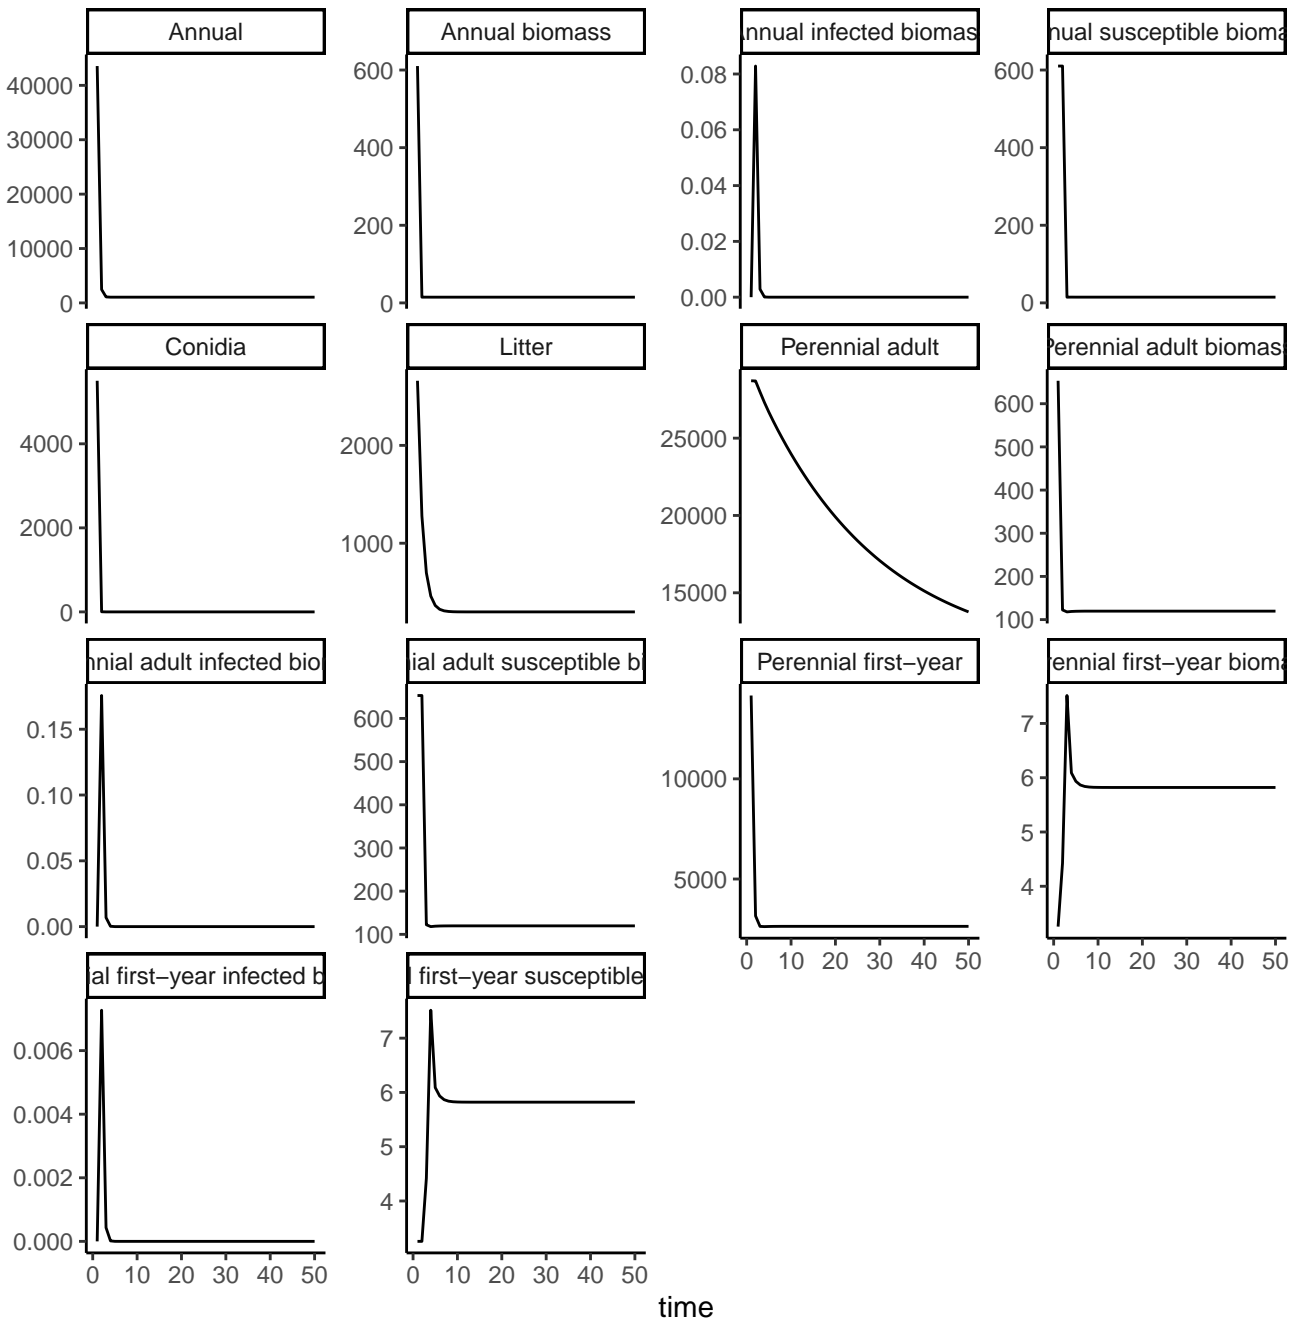 Annual
Annual biomass
Annual infected biomas
nual susceptible bioma
40000
30000
20000
10000
0
600
400
200
0
0.08
0.06
0.04
0.02
0.00
600
400
200
0
Conidia
Litter
Perennial adult
Perennial adult biomas
4000
2000
0
2000
1000
25000
20000
15000
600
500
400
300
200
100
nnial adult infected bio
ial adult susceptible bi
Perennial first−year
rennial first−year bioma
0.15
0.10
0.05
0.00
600
500
400
300
200
100
10000
5000
7
6
5
4
0 10 20 30 40 50
0 10 20 30 40 50
ial first−year infected b
l first−year susceptible
0.006
0.004
0.002
0.000
7
6
5
4
0 10 20 30 40 50
0 10 20 30 40 50
time